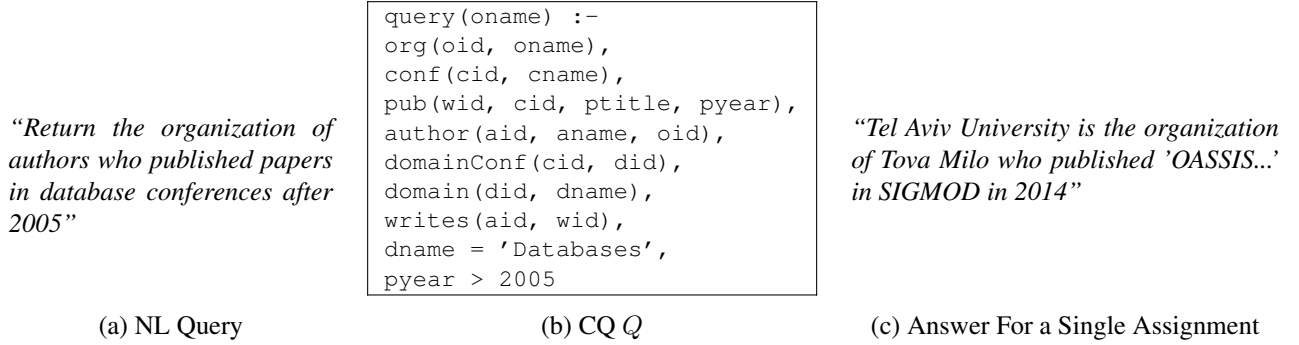 “Return the organization of
authors who published papers
in database conferences after
2005”
(a) NL Query
query(oname) :-
org(oid, oname),
conf(cid, cname),
pub(wid, cid, ptitle, pyear),
author(aid, aname, oid),
domainConf(cid, did),
domain(did, dname),
writes(aid, wid),
dname = ’Databases’,
pyear > 2005
(b) CQ Q
“Tel Aviv University is the organization
of Tova Milo who published ’OASSIS...’
in SIGMOD in 2014”
(c) Answer For a Single Assignment